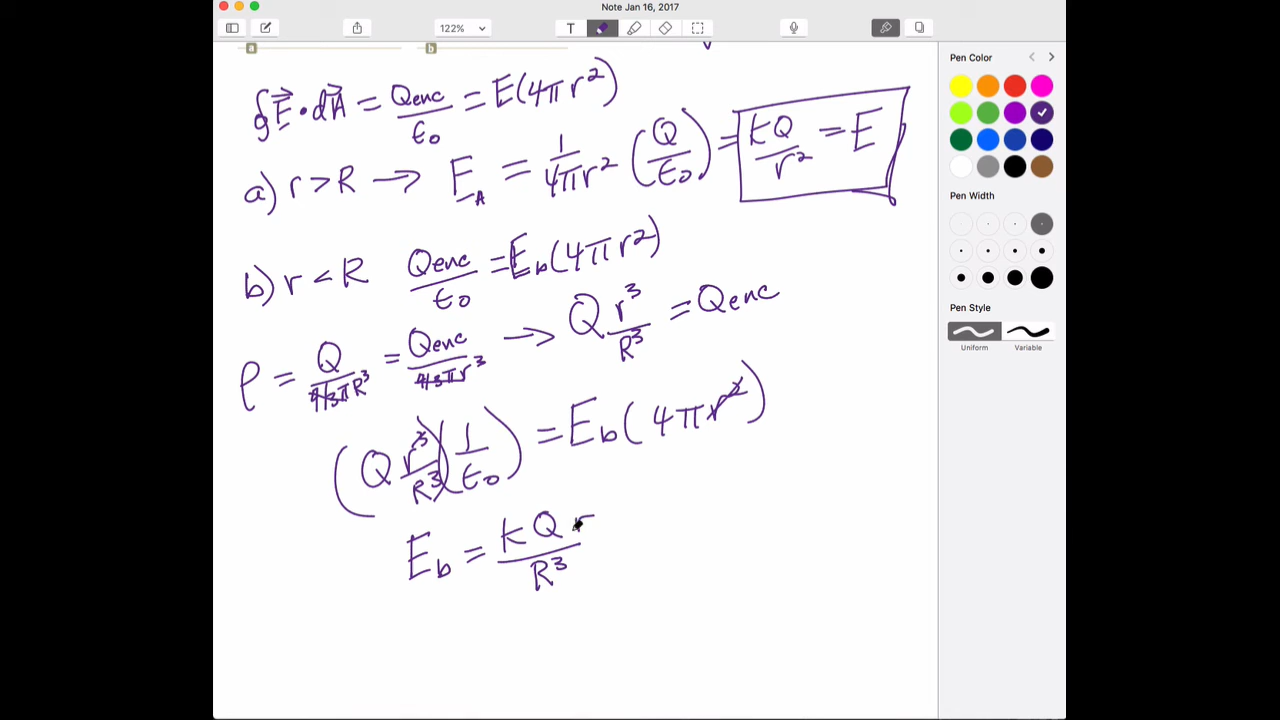 Note Jan 16, 2017
T
122%
a b
∮E⃗ • dA⃗ = Qenc/ε₀ = E(4πr²)
a) r > R → E_A = 1/4πr² (Q/ε₀) = kQ/r² = E
b) r < R Qenc/ε₀ = E_b(4πr²)
ρ = Q/4/3πR³ = Qenc/4/3πr³ → Q r³/R³ = Qenc
(Q r³/R³)(1/ε₀) = E_b(4πr²)
E_b = kQr/R³
Pen Color
Pen Width
Pen Style
Uniform Variable